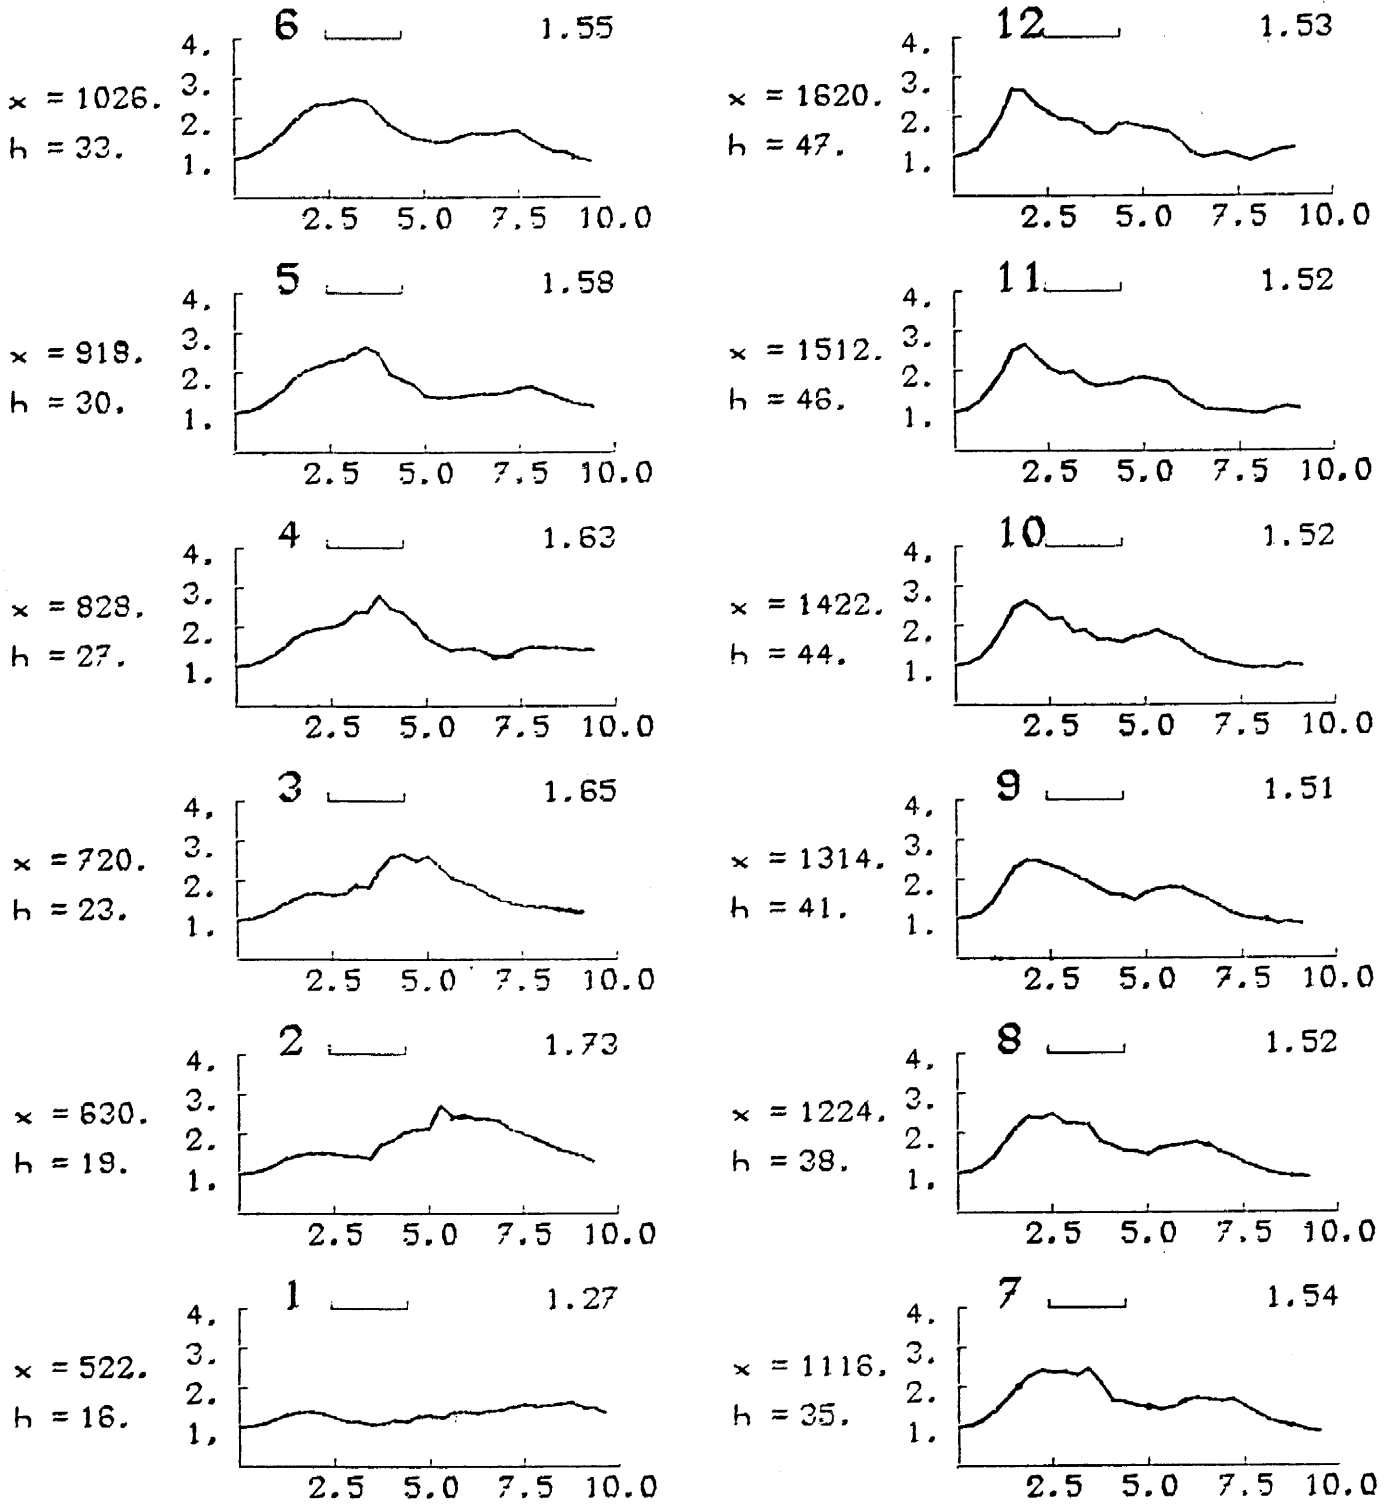 6 1.55
4.
3.
x = 1026.
2.
h = 33.
1.
2.5 5.0 7.5 10.0
5 1.58
4.
3.
x = 918.
2.
h = 30.
1.
2.5 5.0 7.5 10.0
4 1.63
4.
3.
x = 828.
2.
h = 27.
1.
2.5 5.0 7.5 10.0
3 1.65
4.
3.
x = 720.
2.
h = 23.
1.
2.5 5.0 7.5 10.0
2 1.73
4.
3.
x = 630.
2.
h = 19.
1.
2.5 5.0 7.5 10.0
1 1.27
4.
3.
x = 522.
2.
h = 16.
1.
2.5 5.0 7.5 10.0
12 1.53
4.
3.
x = 1620.
2.
h = 47.
1.
2.5 5.0 7.5 10.0
11 1.52
4.
3.
x = 1512.
2.
h = 46.
1.
2.5 5.0 7.5 10.0
10 1.52
4.
3.
x = 1422.
2.
h = 44.
1.
2.5 5.0 7.5 10.0
9 1.51
4.
3.
x = 1314.
2.
h = 41.
1.
2.5 5.0 7.5 10.0
8 1.52
4.
3.
x = 1224.
2.
h = 38.
1.
2.5 5.0 7.5 10.0
7 1.54
4.
3.
x = 1116.
2.
h = 35.
1.
2.5 5.0 7.5 10.0